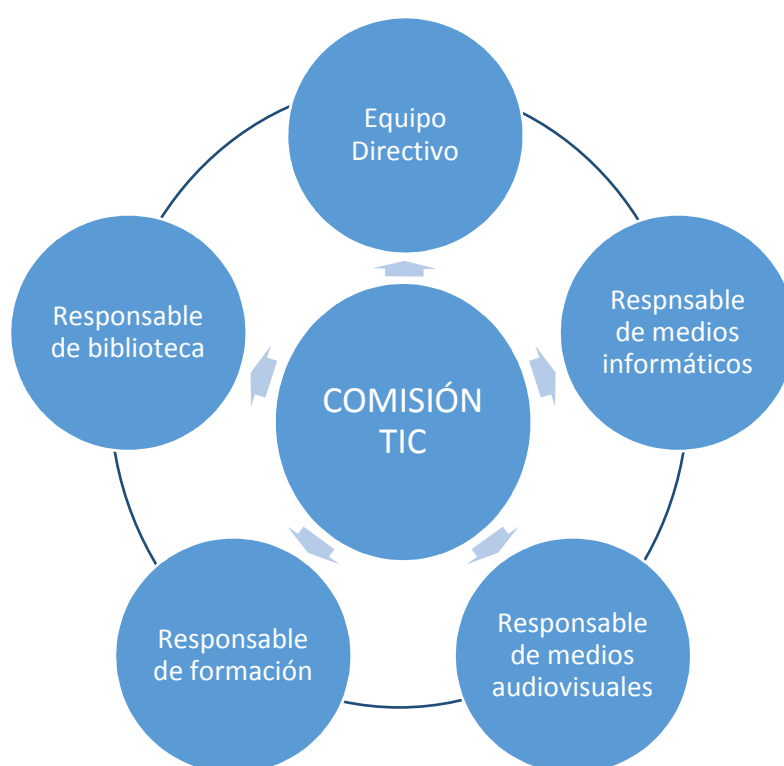 Equipo
Directivo
Respnsable
de medios
informáticos
Responsable
de medios
audiovisuales
Responsable
de formación
Responsable
de biblioteca
COMISIÓN
TIC